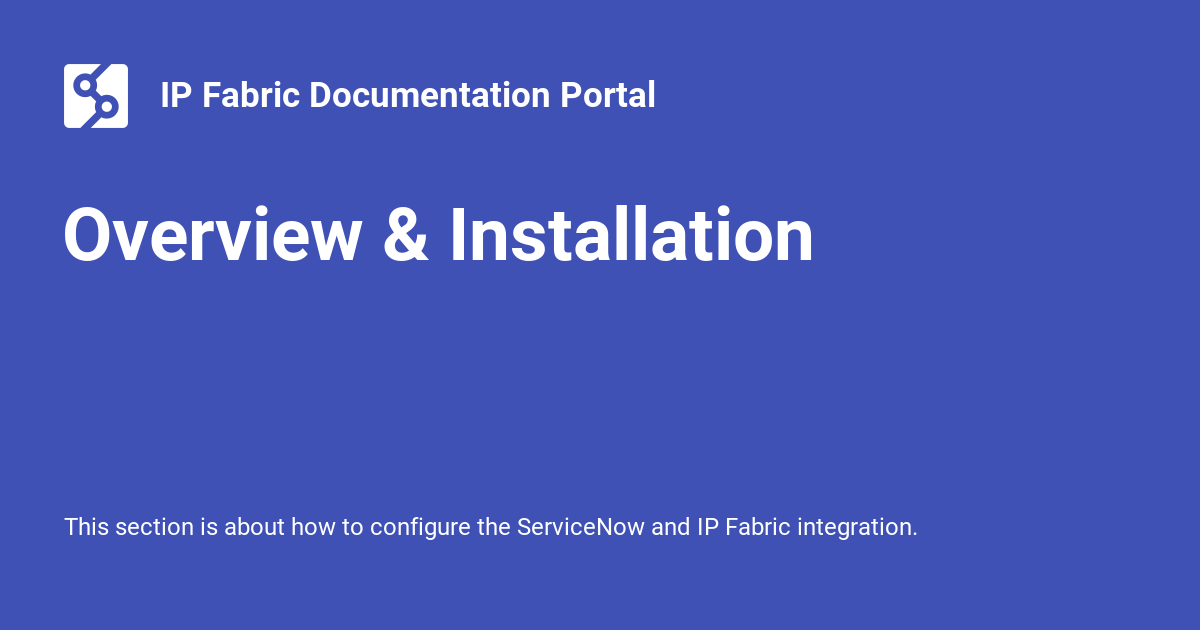 IP Fabric Documentation Portal
Overview & Installation
This section is about how to configure the ServiceNow and IP Fabric integration.